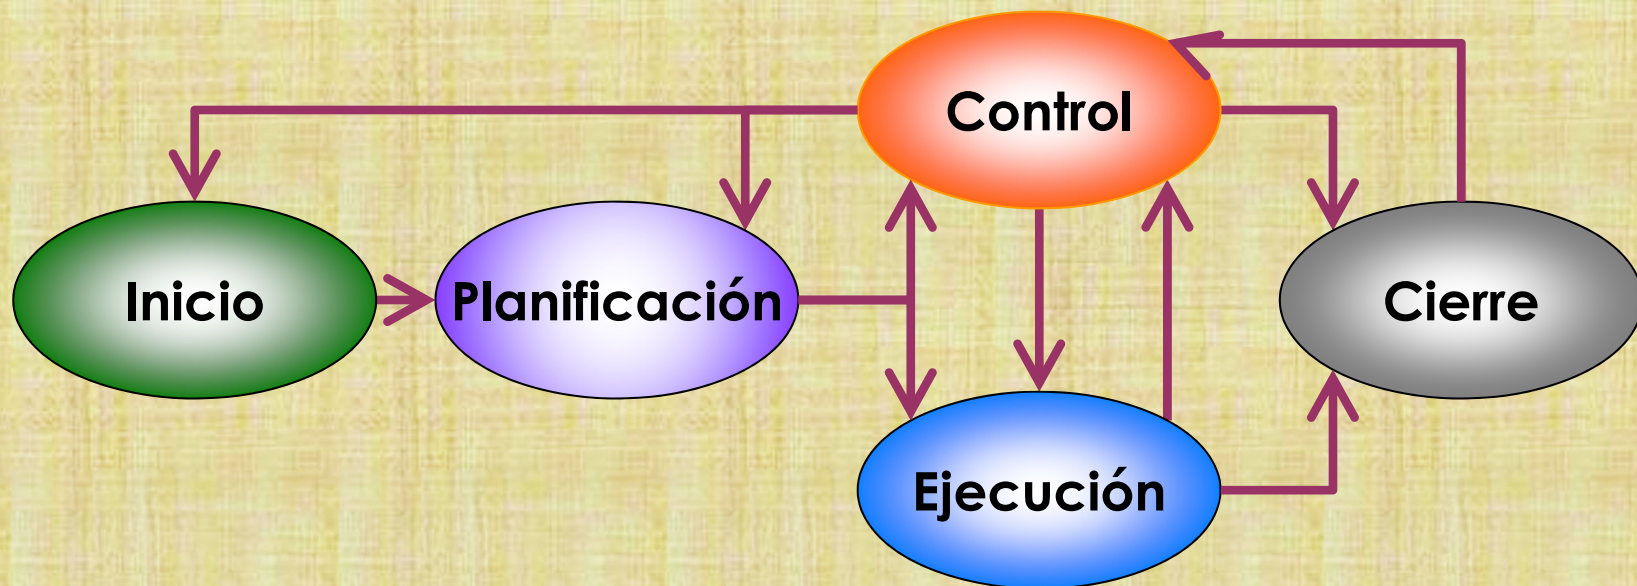 Control
Inicio
Planificación
Cierre
Ejecución